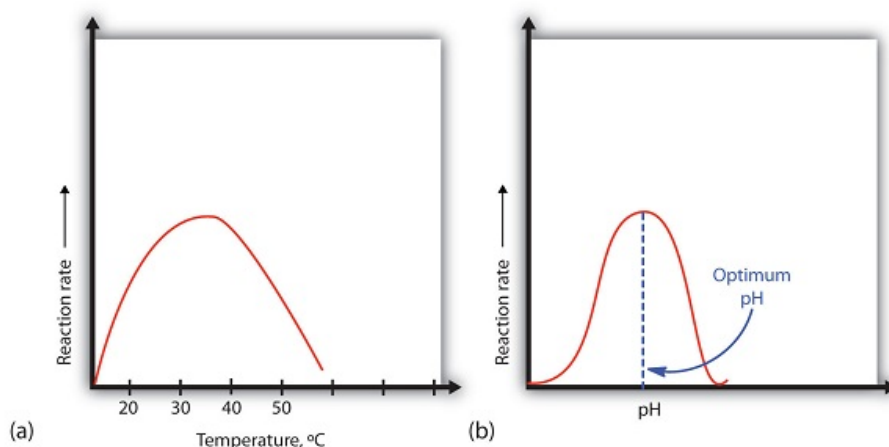 Reaction rate
20 30 40 50
Temperature, ºC
(a)
Reaction rate
Optimum
pH
pH
(b)